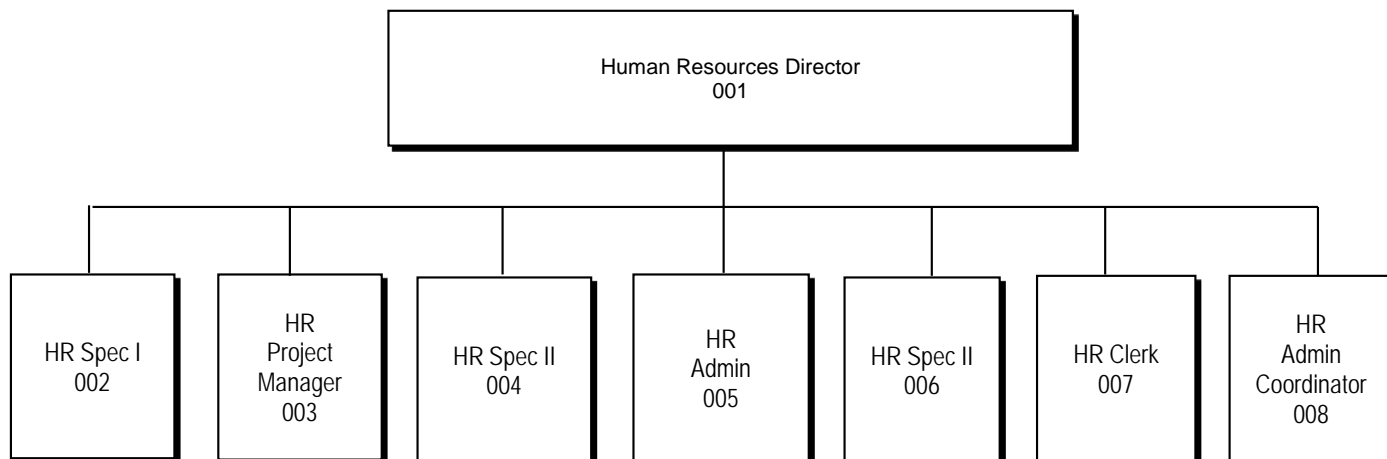 Human Resources Director
001
HR Spec I
002
HR
Project
Manager
003
HR Spec II
004
HR
Admin
005
HR Spec II
006
HR Clerk
007
HR
Admin
Coordinator
008